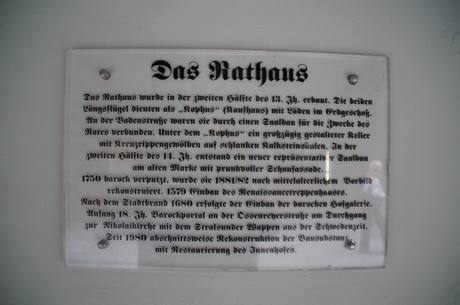 Das Rathaus
Das Rathaus wurde in der zweiten Hälfte des 13. Jh. erbaut. Die beiden
Längsflügel dienten als „Kophus“ (Kaufhaus) mit Läden im Erdgeschoß.
An der Badenstraße waren sie durch einen Saalbau für die Zwecke des
Rates verbunden. Unter dem „Kophus“ ein großzügig gestalteter Keller
mit Kreuzrippengewölben auf schlanken Kalksteinsäulen. In der
zweiten Hälfte des 14. Jh. entstand ein neuer repräsentativer Saalbau
am alten Markt mit prunkvoller Schaufassade.
1750 barock verputzt, wurde sie 1881/82 nach mittelalterlichem Vorbild
rekonstruiert. 1579 Einbau des Renaissancetreppenhauses.
Nach dem Stadtbrand 1680 erfolgte der Einbau der barocken Hofgalerie.
Anfang 18. Jh. Barockportal an der Ossenreyerstraße am Durchgang
zur Nikolaikirche mit dem Stralsunder Wappen aus der Schwedenzeit.
Seit 1980 abschnittsweise Rekonstruktion der Bausubstanz
mit Restaurierung des Innenhofes.